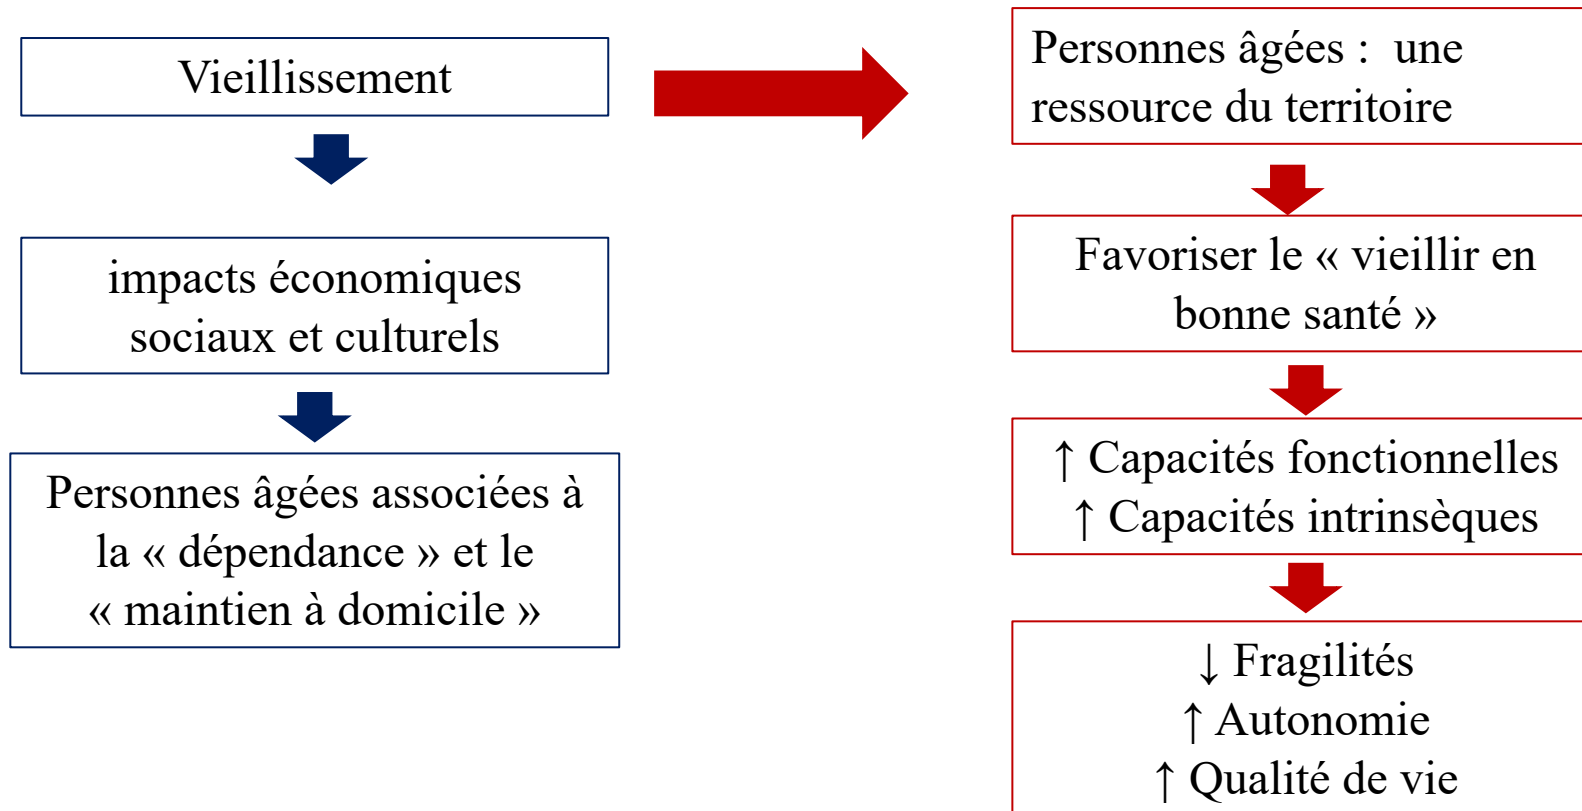 Vieillissement
impacts économiques
sociaux et culturels
Personnes âgées associées à
la « dépendance » et le
« maintien à domicile »
Personnes âgées : une
ressource du territoire
Favoriser le « vieillir en
bonne santé »
↑ Capacités fonctionnelles
↑ Capacités intrinsèques
↓ Fragilités
↑ Autonomie
↑ Qualité de vie